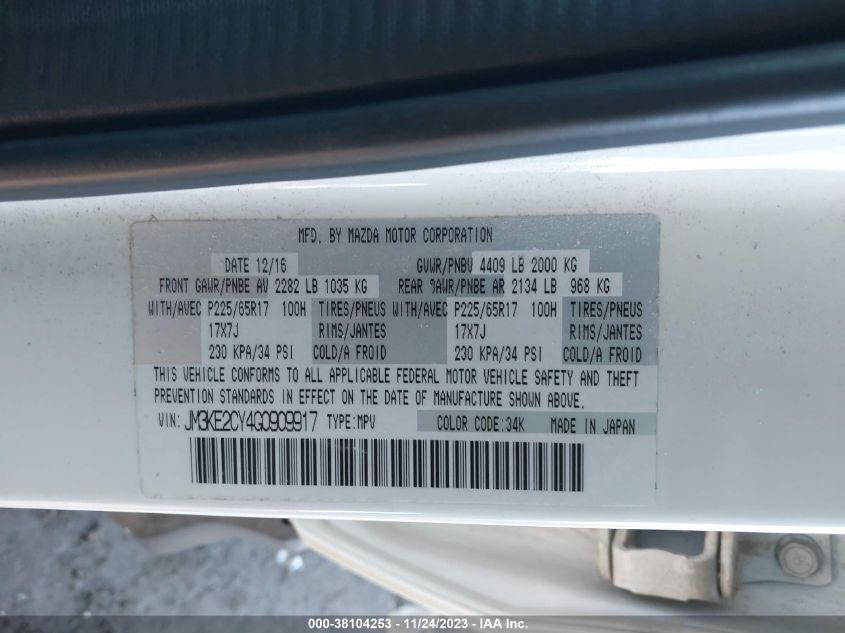 MFD. BY MAZDA MOTOR CORPORATION
DATE 12/16 GVWR/PNBV 4409 LB 2000 KG
FRONT GAWR/PNBE AV 2282 LB 1035 KG REAR GAWR/PNBE AR 2134 LB 968 KG
WITH/AVEC P225/65R17 100H TIRES/PNEUS WITH/AVEC P225/65R17 100H TIRES/PNEUS
17X7J RIMS/JANTES 17X7J RIMS/JANTES
230 KPA/34 PSI COLD/A FROID 230 KPA/34 PSI COLD/A FROID
THIS VEHICLE CONFORMS TO ALL APPLICABLE FEDERAL MOTOR VEHICLE SAFETY AND THEFT
PREVENTION STANDARDS IN EFFECT ON THE DATE OF MANUFACTURE SHOWN ABOVE.
VIN: JM3KE2CY4G0909917 TYPE:MPV COLOR CODE:34K MADE IN JAPAN
000-38104253 - 11/24/2023 - IAA Inc.